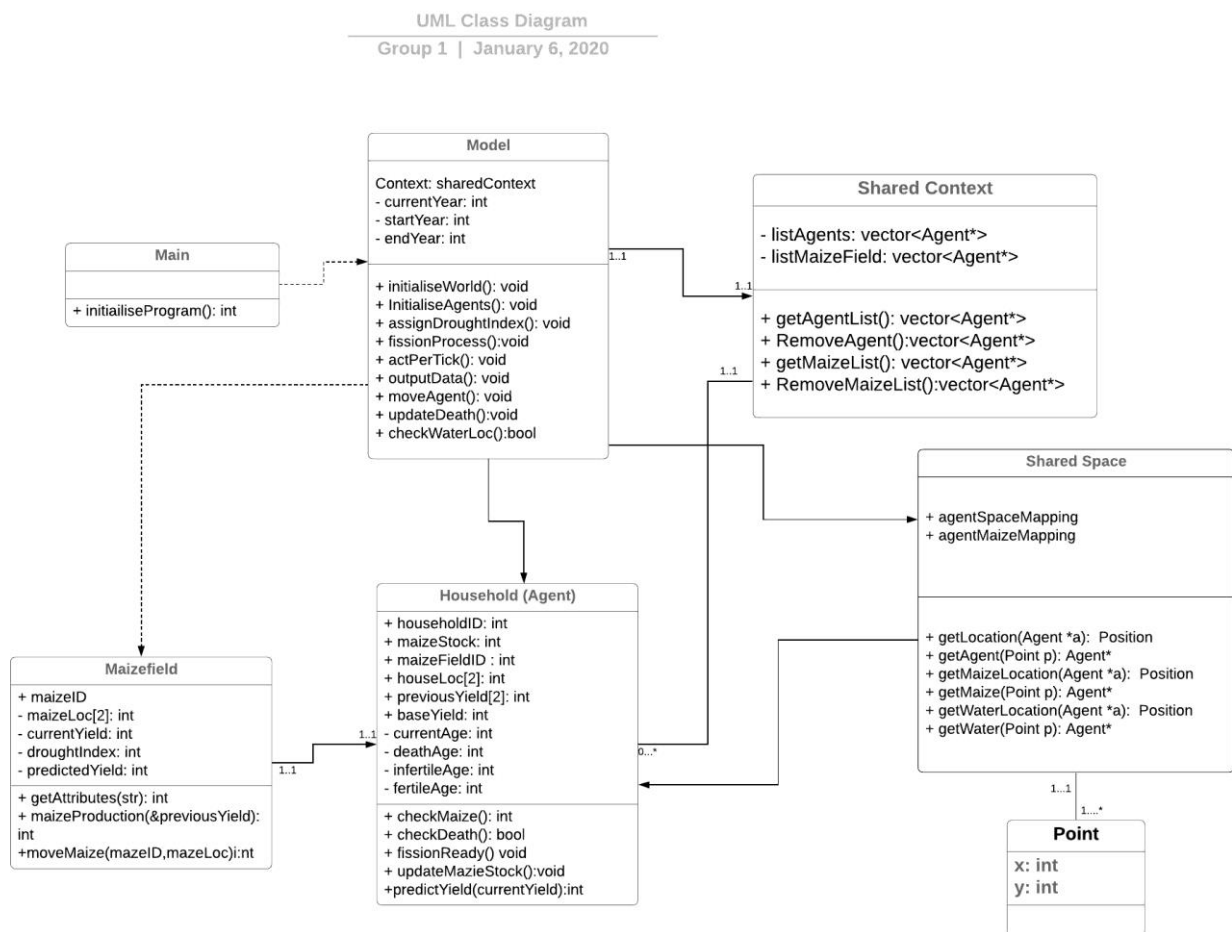 UML Class Diagram
Group 1 | January 6, 2020
Model
Context: sharedContext
- currentYear: int
- startYear: int
- endYear: int
+ initialiseWorld(): void
+ InitialiseAgents(): void
+ assignDroughtIndex(): void
+ fissionProcess():void
+ actPerTick(): void
+ outputData(): void
+ moveAgent(): void
+ updateDeath():void
+ checkWaterLoc():bool
Main
+ initiailiseProgram(): int
1..1
1..1
Shared Context
- listAgents: vector<Agent*>
- listMaizeField: vector<Agent*>
+ getAgentList(): vector<Agent*>
+ RemoveAgent():vector<Agent*>
+ getMaizeList(): vector<Agent*>
+ RemoveMaizeList():vector<Agent*>
1..1
Shared Space
+ agentSpaceMapping
+ agentMaizeMapping
+ getLocation(Agent *a): Position
+ getAgent(Point p): Agent*
+ getMaizeLocation(Agent *a): Position
+ getMaize(Point p): Agent*
+ getWaterLocation(Agent *a): Position
+ getWater(Point p): Agent*
Household (Agent)
+ householdID: int
+ maizeStock: int
+ maizeFieldID : int
+ houseLoc[2]: int
+ previousYield[2]: int
+ baseYield: int
- currentAge: int
- deathAge: int
- infertileAge: int
- fertileAge: int
+ checkMaize(): int
+ checkDeath(): bool
+ fissionReady() void
+ updateMazieStock():void
+predictYield(currentYield):int
0...*
Maizefield
+ maizeID
- maizeLoc[2]: int
- currentYield: int
- droughtIndex: int
- predictedYield: int
+ getAttributes(str): int
+ maizeProduction(&previousYield):
int
+moveMaize(mazeID,mazeLoc)i:nt
1..1
1..1
1...1
1....*
Point
x: int
y: int